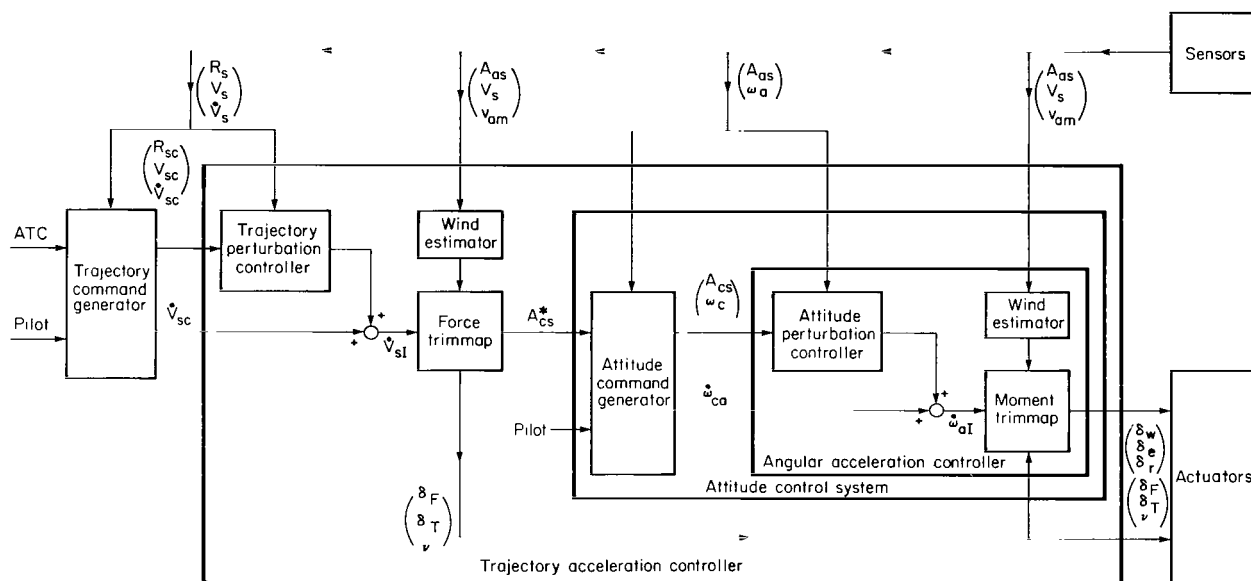 Sensors
R_s
V_s
V̇_s
A_as
V_s
ν_am
A_as
ω_a
A_as
V_s
ν_am
R_sc
V_sc
V̇_sc
ATC
Pilot
Trajectory
command
generator
Trajectory
perturbation
controller
V̇_sc
+
+
V̇_sI
Wind
estimator
Force
trimmap
A*_cs
Pilot
Attitude
command
generator
A_cs
ω_c
ω̇_ca
Attitude
perturbation
controller
+
+
ω̇_aI
Wind
estimator
Moment
trimmap
Angular acceleration controller
Attitude control system
Trajectory acceleration controller
δ_F
δ_T
ν
δ_w
δ_e
δ_r
δ_F
δ_T
ν
Actuators